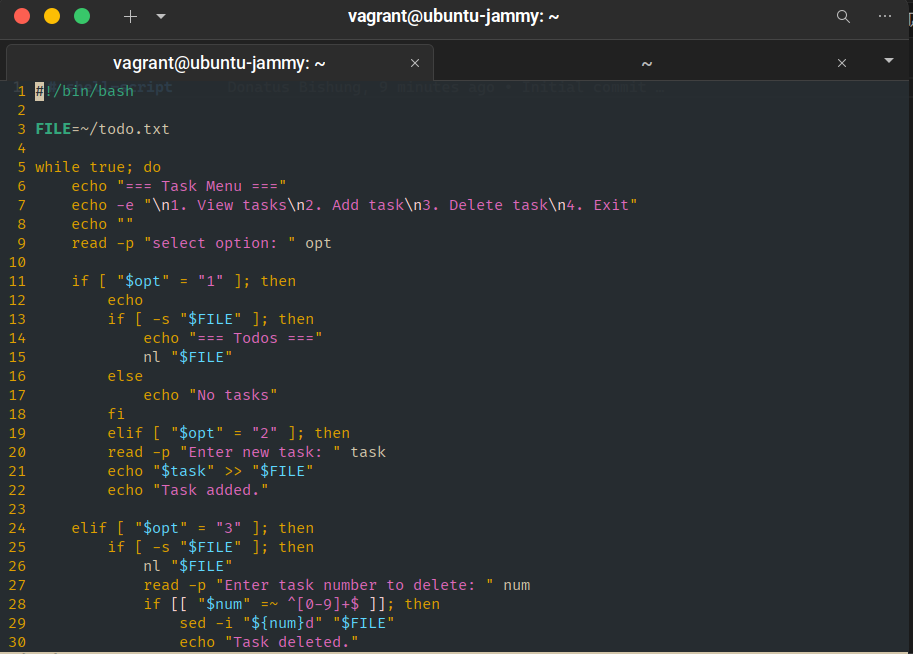 vagrant@ubuntu-jammy: ~
vagrant@ubuntu-jammy: ~
~
1 #!/bin/bash
2
3 FILE=~/todo.txt
4
5 while true; do
6     echo "=== Task Menu ==="
7     echo -e "\n1. View tasks\n2. Add task\n3. Delete task\n4. Exit"
8     echo ""
9     read -p "select option: " opt
10
11     if [ "$opt" = "1" ]; then
12         echo
13         if [ -s "$FILE" ]; then
14             echo "=== Todos ==="
15             nl "$FILE"
16         else
17             echo "No tasks"
18         fi
19         elif [ "$opt" = "2" ]; then
20         read -p "Enter new task: " task
21         echo "$task" >> "$FILE"
22         echo "Task added."
23
24     elif [ "$opt" = "3" ]; then
25         if [ -s "$FILE" ]; then
26             nl "$FILE"
27             read -p "Enter task number to delete: " num
28             if [[ "$num" =~ ^[0-9]+$ ]]; then
29                 sed -i "${num}d" "$FILE"
30                 echo "Task deleted."